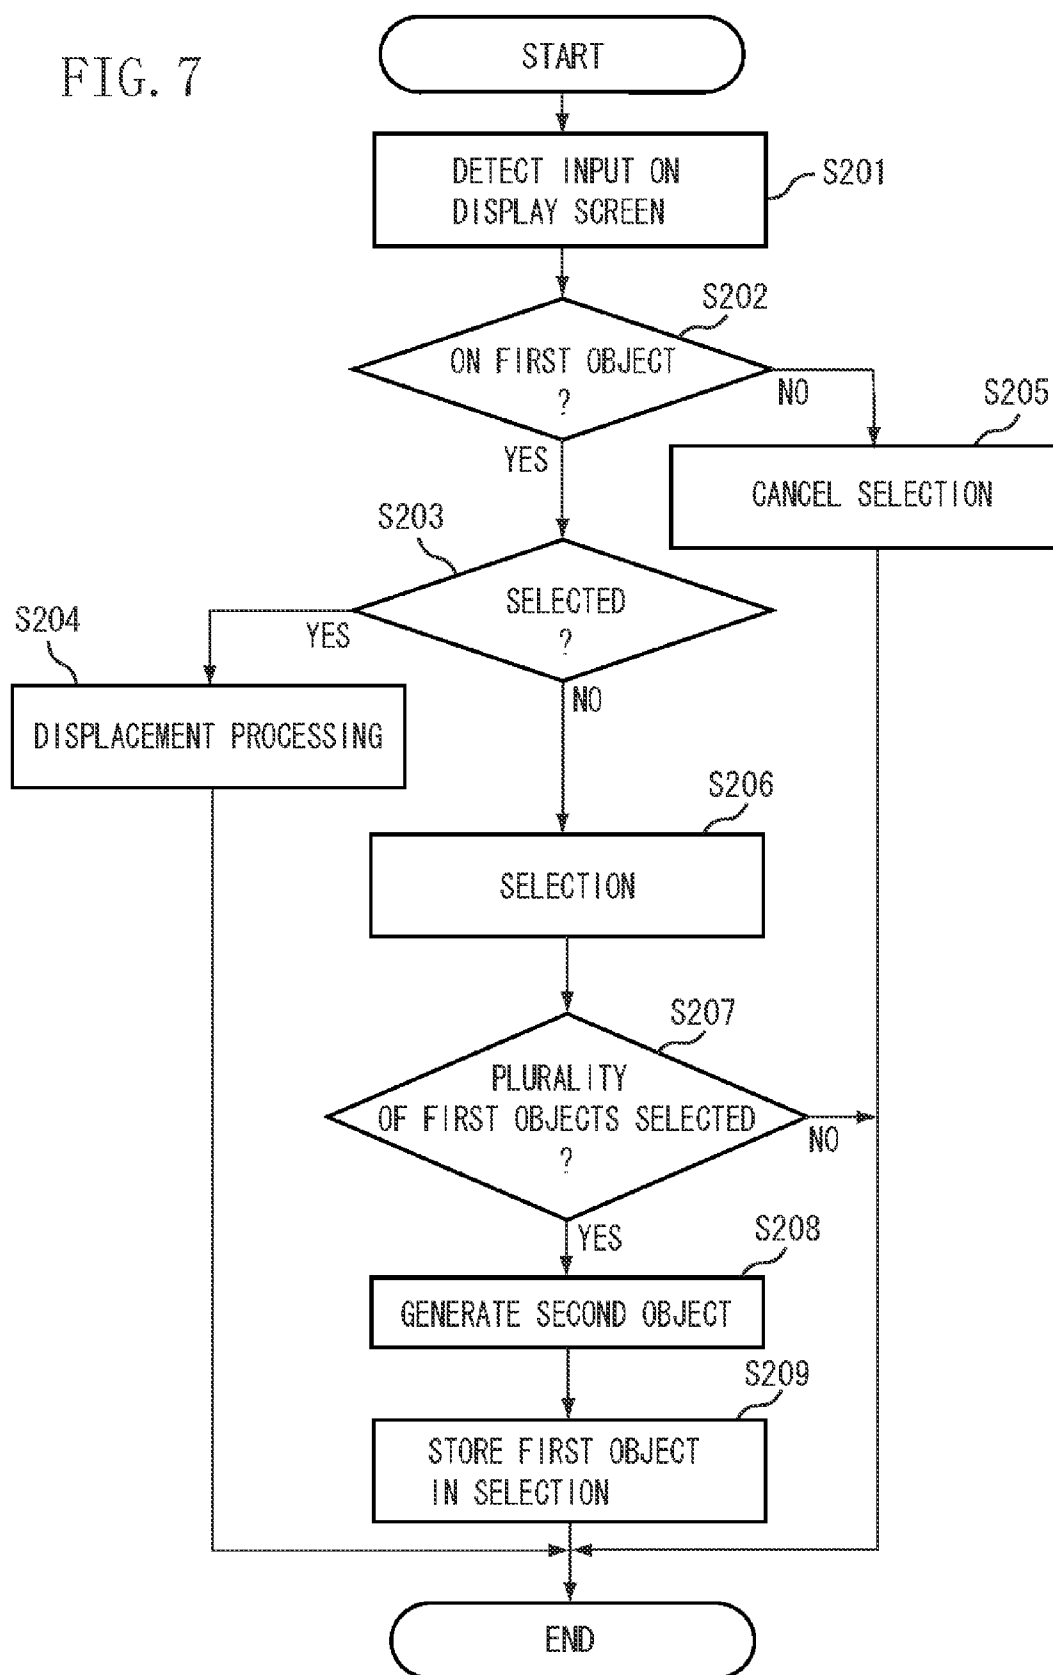 FIG. 7
START
DETECT INPUT ON
DISPLAY SCREEN
S201
S202
ON FIRST OBJECT
?
NO
YES
S205
CANCEL SELECTION
S203
SELECTED
?
YES
NO
S204
DISPLACEMENT PROCESSING
S206
SELECTION
S207
PLURALITY
OF FIRST OBJECTS SELECTED
?
NO
YES
S208
GENERATE SECOND OBJECT
S209
STORE FIRST OBJECT
IN SELECTION
END